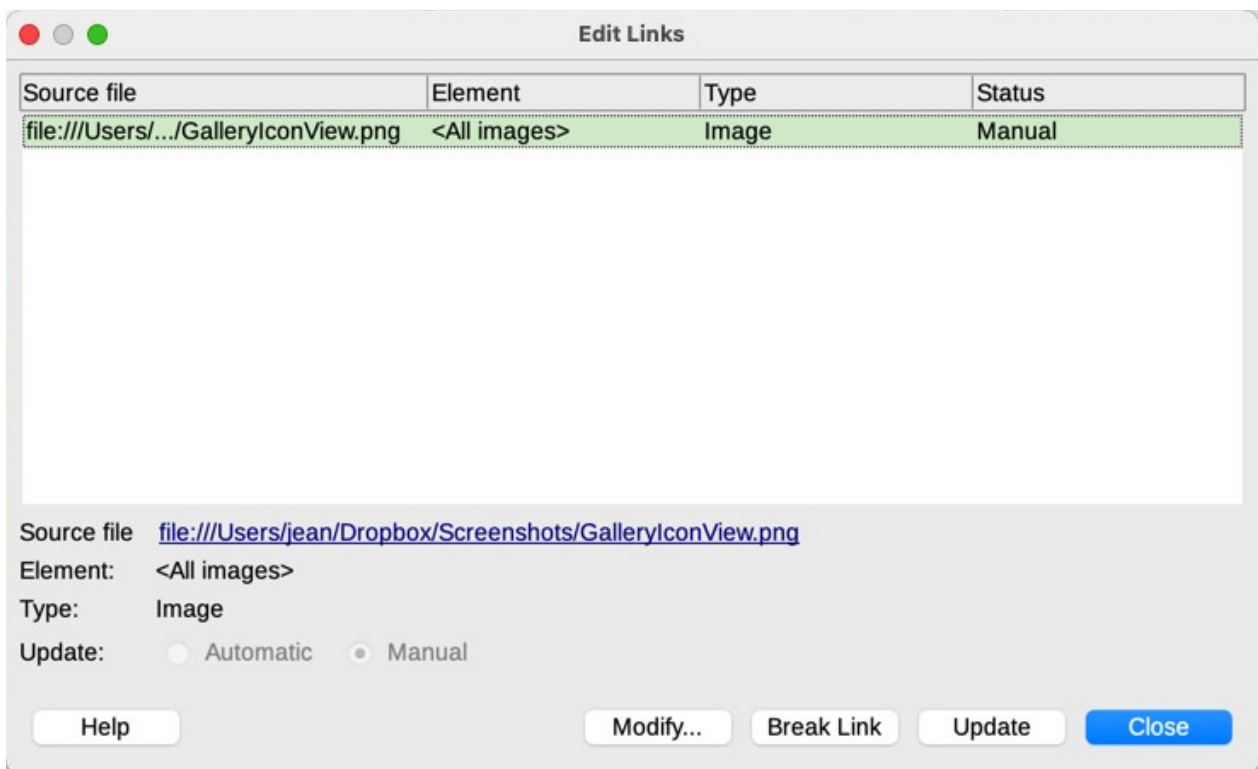 Edit Links
Source file Element Type Status
file:///Users/.../GalleryIconView.png <All images> Image Manual
Source file file:///Users/jean/Dropbox/Screenshots/GalleryIconView.png
Element: <All images>
Type: Image
Update: Automatic Manual
Help Modify... Break Link Update Close